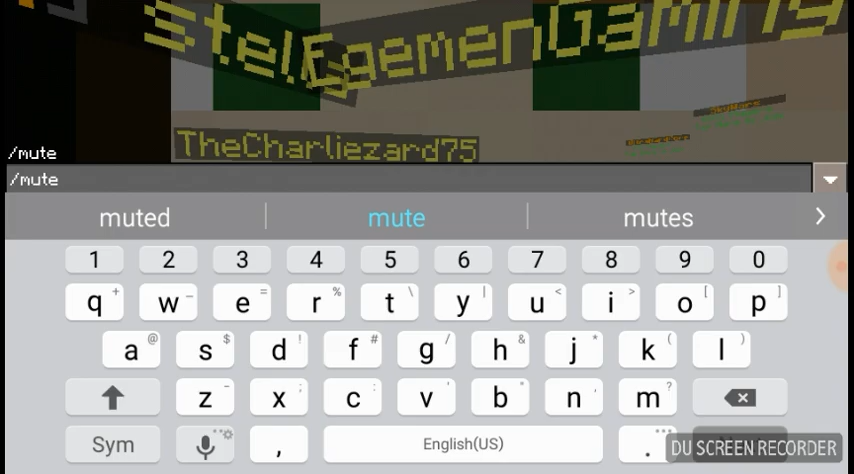 EgemenGaming
TheCharliezard75
/mute
/mute
muted mute mutes
1 2 3 4 5 6 7 8 9 0
q + w _ e = r % t \ y | u < i > o [ p ]
a @ s $ d ! f # g / h & j * k ( l )
z - x ; c : v ' b " n , m ?
Sym , English(US) .
DU SCREEN RECORDER